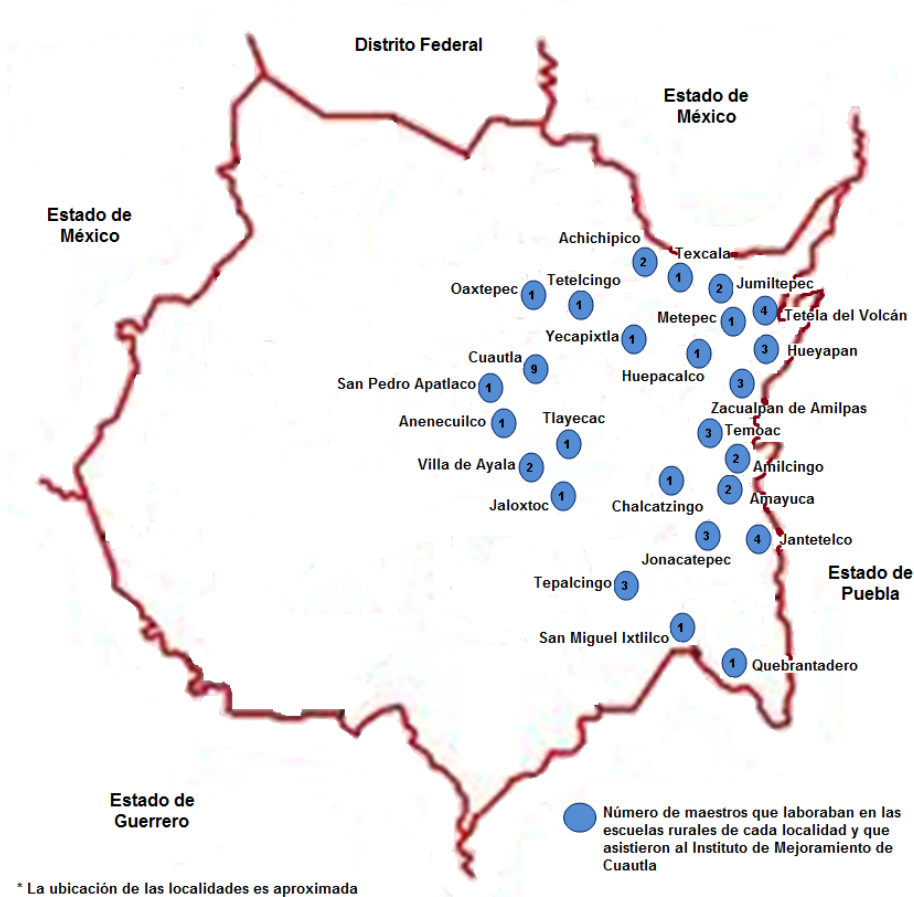 Distrito Federal
Estado de
México
Estado de
México
Achichipico
2
Texcala
1
2
Jumiltepec
Oaxtepec
1
Tetelcingo
1
Metepec
1
4
Tetela del Volcán
Yecapixtla
1
Huepacalco
1
3
Hueyapan
Cuautla
9
San Pedro Apatlaco
1
3
Zacualpan de Amilpas
Anenecuilco
1
Tlayecac
1
3
Temoac
Villa de Ayala
2
2
Amilcingo
Jaloxtoc
1
Chalcatzingo
1
2
Amayuca
Jonacatepec
3
4
Jantetelco
Tepalcingo
3
Estado de
Puebla
San Miguel Ixtlilco
1
1
Quebrantadero
Estado de
Guerrero
Número de maestros que laboraban en las
escuelas rurales de cada localidad y que
asistieron al Instituto de Mejoramiento de
Cuautla
* La ubicación de las localidades es aproximada